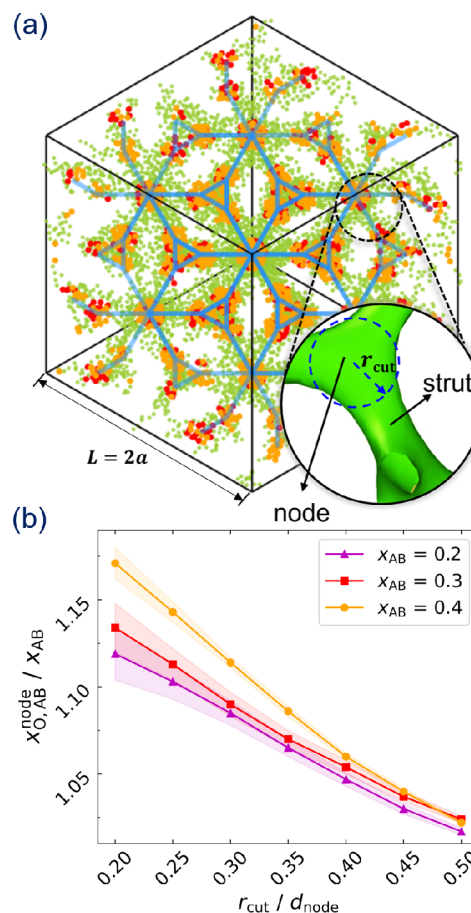 (a)
r_cut
strut
L = 2a
node
(b)
x_AB = 0.2
x_AB = 0.3
x_AB = 0.4
1.15
1.10
1.05
x^node_O,AB / x_AB
0.20 0.25 0.30 0.35 0.40 0.45 0.50
r_cut / d_node